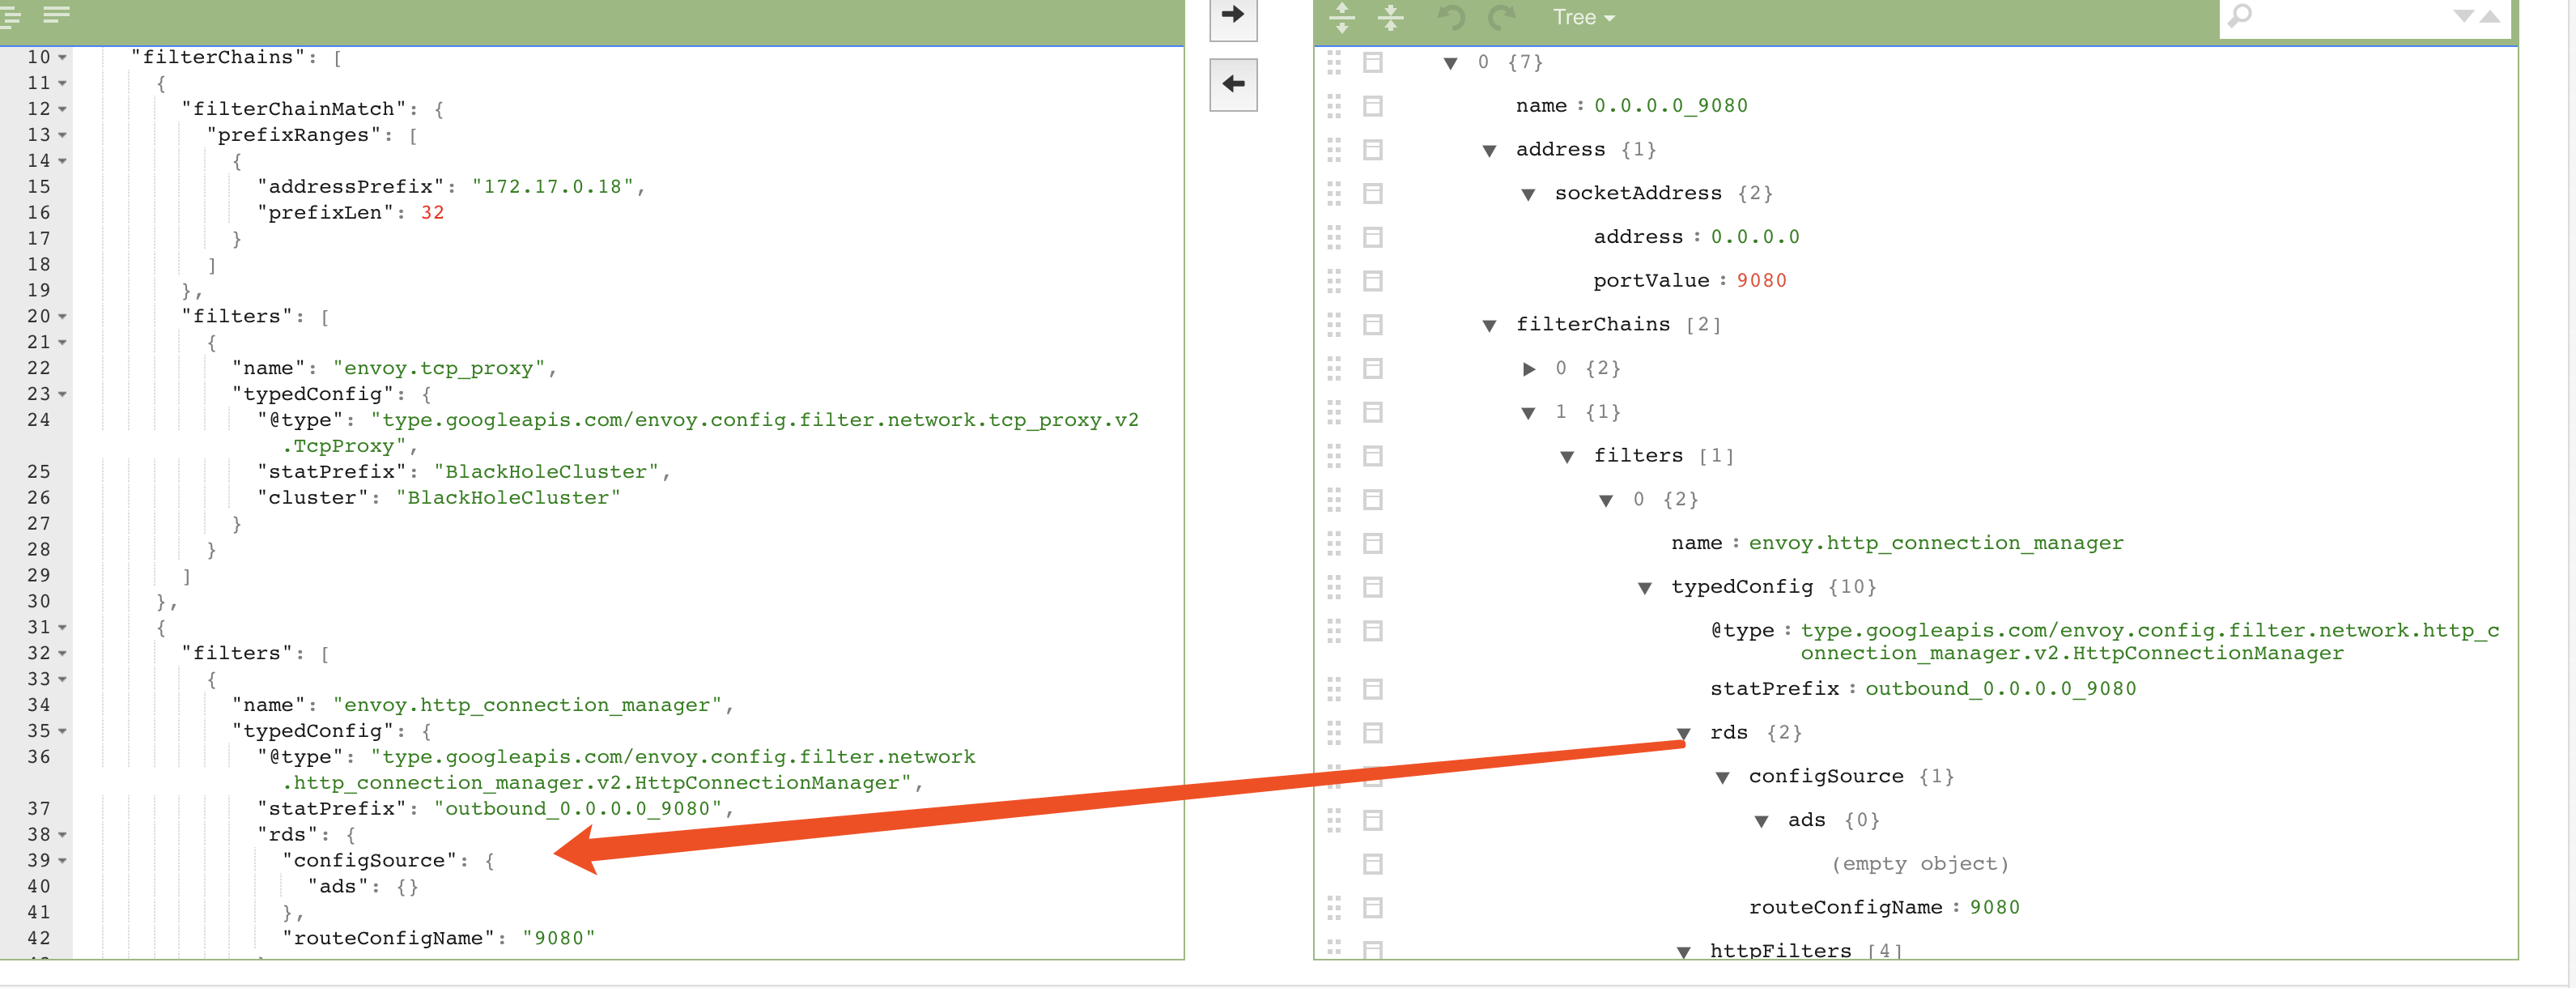 10 "filterChains": [
11 {
12 "filterChainMatch": {
13 "prefixRanges": [
14 {
15 "addressPrefix": "172.17.0.18",
16 "prefixLen": 32
17 }
18 ]
19 },
20 "filters": [
21 {
22 "name": "envoy.tcp_proxy",
23 "typedConfig": {
24 "@type": "type.googleapis.com/envoy.config.filter.network.tcp_proxy.v2
.TcpProxy",
25 "statPrefix": "BlackHoleCluster",
26 "cluster": "BlackHoleCluster"
27 }
28 }
29 ]
30 },
31 {
32 "filters": [
33 {
34 "name": "envoy.http_connection_manager",
35 "typedConfig": {
36 "@type": "type.googleapis.com/envoy.config.filter.network
.http_connection_manager.v2.HttpConnectionManager",
37 "statPrefix": "outbound_0.0.0.0_9080",
38 "rds": {
39 "configSource": {
40 "ads": {}
41 },
42 "routeConfigName": "9080"
Tree
0 {7}
name : 0.0.0.0_9080
address {1}
socketAddress {2}
address : 0.0.0.0
portValue : 9080
filterChains [2]
0 {2}
1 {1}
filters [1]
0 {2}
name : envoy.http_connection_manager
typedConfig {10}
@type : type.googleapis.com/envoy.config.filter.network.http_c
onnection_manager.v2.HttpConnectionManager
statPrefix : outbound_0.0.0.0_9080
rds {2}
configSource {1}
ads {0}
(empty object)
routeConfigName : 9080
httpFilters [4]